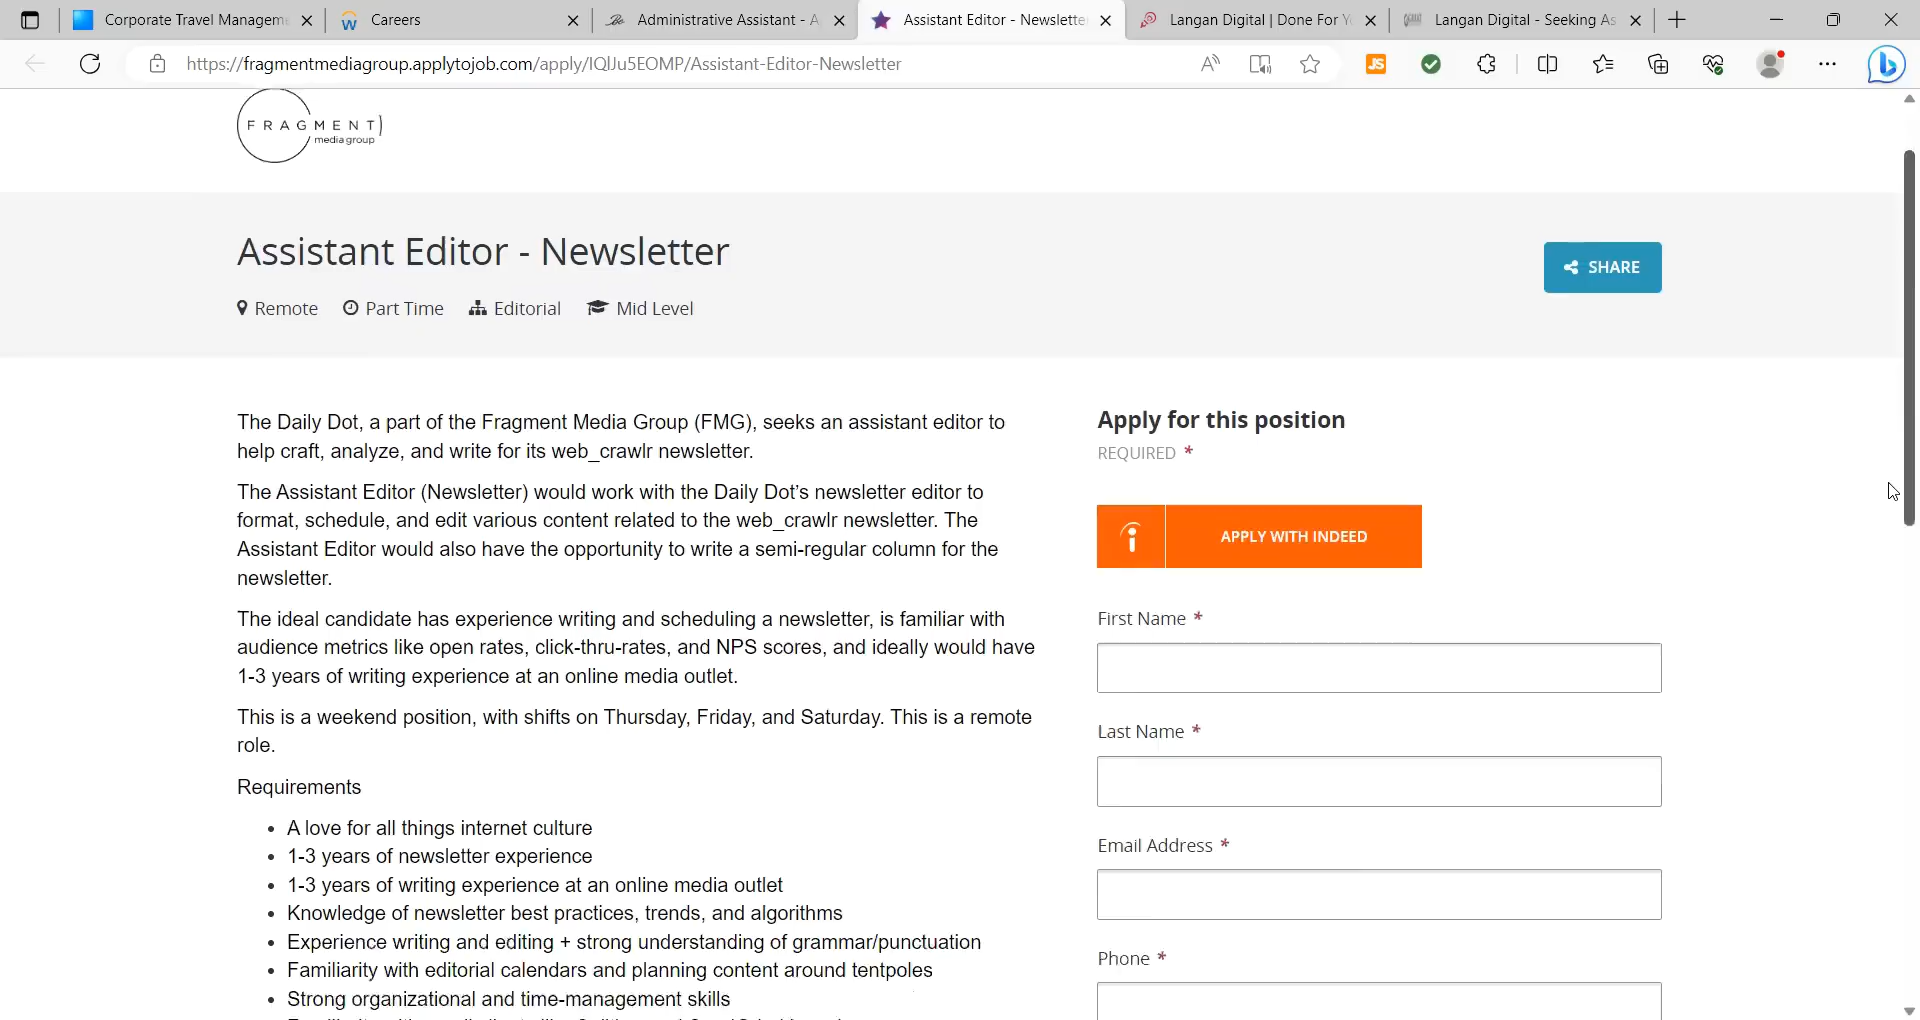 Corporate Travel Managem
Careers
Administrative Assistant - A
Assistant Editor - Newslette
Langan Digital | Done For Y
Langan Digital - Seeking As
https://fragmentmediagroup.applytojob.com/apply/IQlJu5EOMP/Assistant-Editor-Newsletter
JS
FRAGMENT
media group
Assistant Editor - Newsletter
SHARE
Remote Part Time Editorial Mid Level
The Daily Dot, a part of the Fragment Media Group (FMG), seeks an assistant editor to
help craft, analyze, and write for its web_crawlr newsletter.
The Assistant Editor (Newsletter) would work with the Daily Dot’s newsletter editor to
format, schedule, and edit various content related to the web_crawlr newsletter. The
Assistant Editor would also have the opportunity to write a semi-regular column for the
newsletter.
The ideal candidate has experience writing and scheduling a newsletter, is familiar with
audience metrics like open rates, click-thru-rates, and NPS scores, and ideally would have
1-3 years of writing experience at an online media outlet.
This is a weekend position, with shifts on Thursday, Friday, and Saturday. This is a remote
role.
Requirements
• A love for all things internet culture
• 1-3 years of newsletter experience
• 1-3 years of writing experience at an online media outlet
• Knowledge of newsletter best practices, trends, and algorithms
• Experience writing and editing + strong understanding of grammar/punctuation
• Familiarity with editorial calendars and planning content around tentpoles
• Strong organizational and time-management skills
Apply for this position
REQUIRED *
APPLY WITH INDEED
First Name *
Last Name *
Email Address *
Phone *